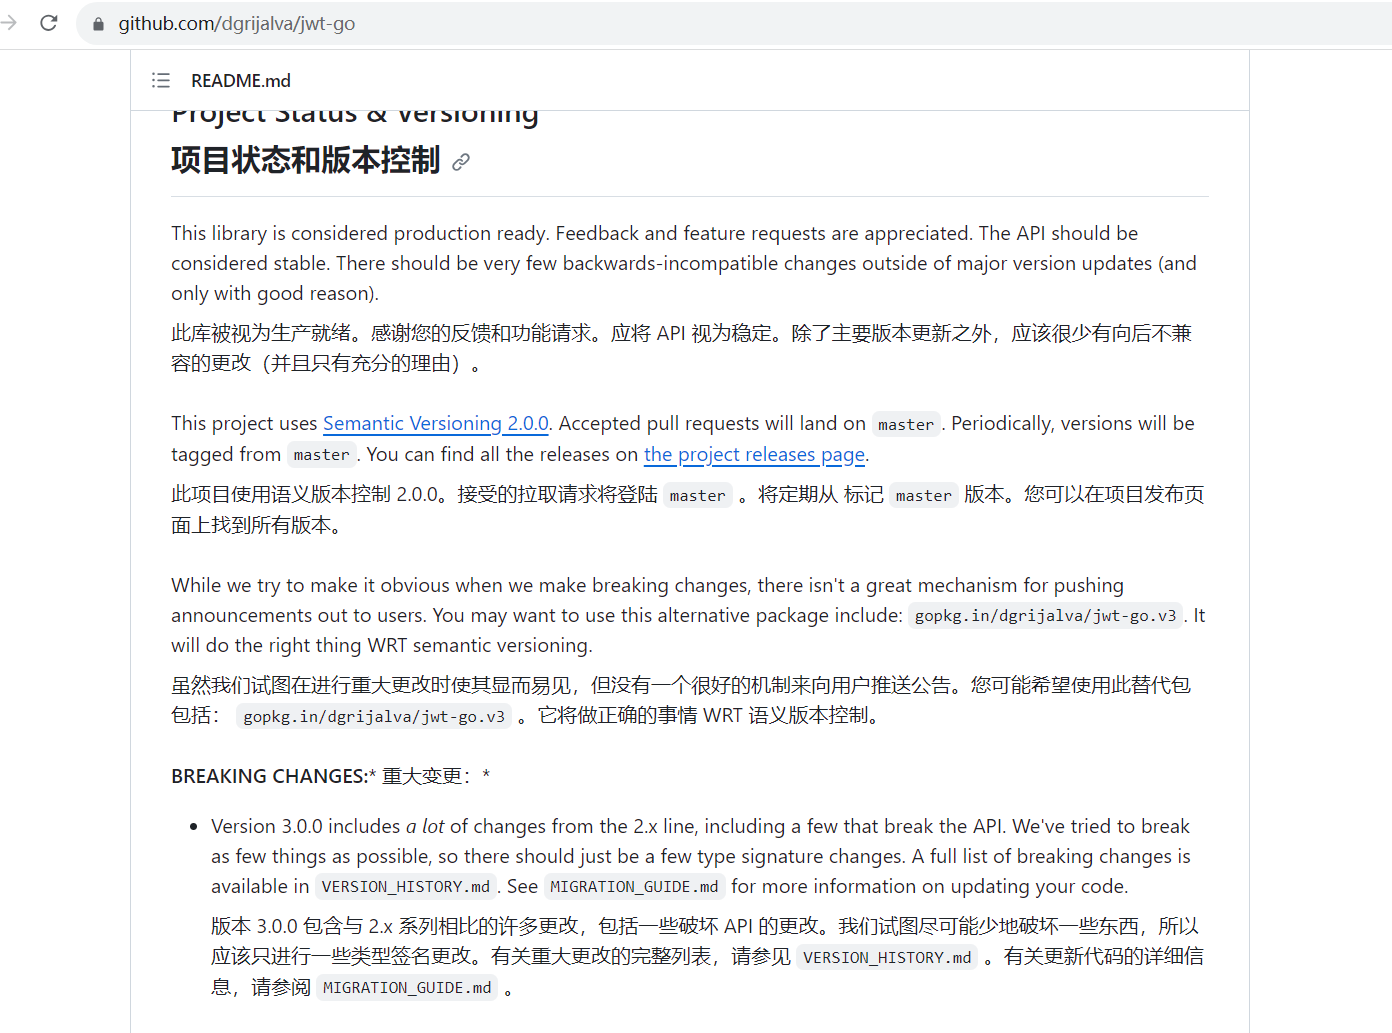 github.com/dgrijalva/jwt-go
README.md
Project Status & Versioning
项目状态和版本控制
This library is considered production ready. Feedback and feature requests are appreciated. The API should be
considered stable. There should be very few backwards-incompatible changes outside of major version updates (and
only with good reason).
此库被视为生产就绪。感谢您的反馈和功能请求。应将 API 视为稳定。除了主要版本更新之外，应该很少有向后不兼
容的更改（并且只有充分的理由）。
This project uses Semantic Versioning 2.0.0. Accepted pull requests will land on master. Periodically, versions will be
tagged from master. You can find all the releases on the project releases page.
此项目使用语义版本控制 2.0.0。接受的拉取请求将登陆 master 。将定期从 标记 master 版本。您可以在项目发布页
面上找到所有版本。
While we try to make it obvious when we make breaking changes, there isn't a great mechanism for pushing
announcements out to users. You may want to use this alternative package include: gopkg.in/dgrijalva/jwt-go.v3. It
will do the right thing WRT semantic versioning.
虽然我们试图在进行重大更改时使其显而易见，但没有一个很好的机制来向用户推送公告。您可能希望使用此替代包
包括： gopkg.in/dgrijalva/jwt-go.v3 。它将做正确的事情 WRT 语义版本控制。
BREAKING CHANGES:* 重大变更：*
Version 3.0.0 includes a lot of changes from the 2.x line, including a few that break the API. We've tried to break
as few things as possible, so there should just be a few type signature changes. A full list of breaking changes is
available in VERSION_HISTORY.md. See MIGRATION_GUIDE.md for more information on updating your code.
版本 3.0.0 包含与 2.x 系列相比的许多更改，包括一些破坏 API 的更改。我们试图尽可能少地破坏一些东西，所以
应该只进行一些类型签名更改。有关重大更改的完整列表，请参见 VERSION_HISTORY.md 。有关更新代码的详细信
息，请参阅 MIGRATION_GUIDE.md 。